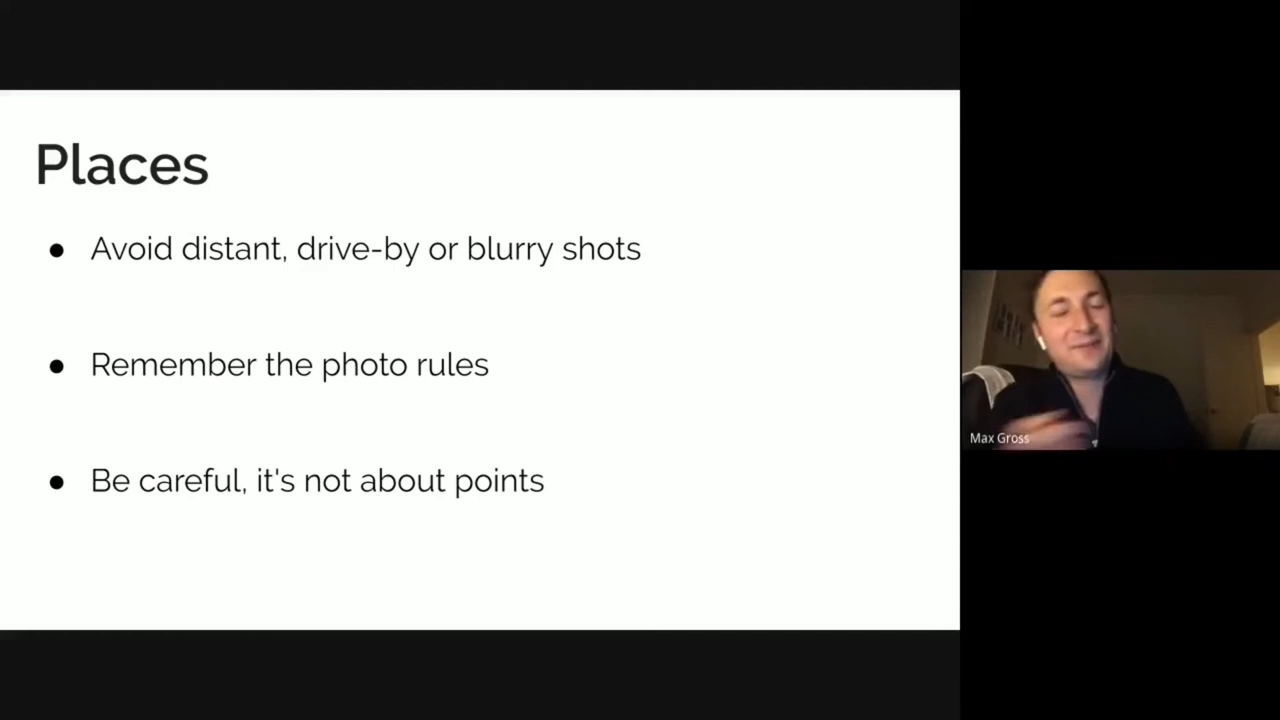 Places
● Avoid distant, drive-by or blurry shots
● Remember the photo rules
● Be careful, it's not about points
Max Gross